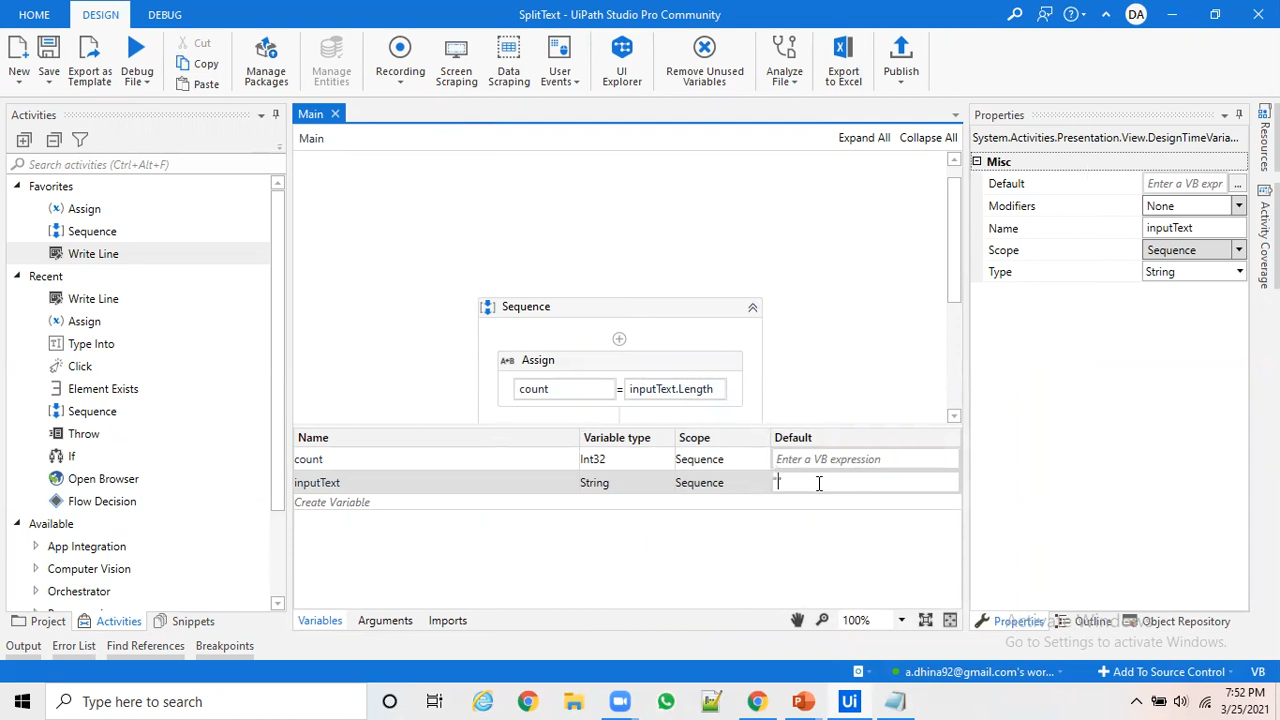 HOME DESIGN DEBUG SplitText - UiPath Studio Pro Community DA
New Save Export as Template Debug File Cut Copy Paste Manage Packages Manage Entities Recording Screen Scraping Data Scraping User Events UI Explorer Remove Unused Variables Analyze File Export to Excel Publish
Activities
Search activities (Ctrl+Alt+F)
Favorites
Assign
Sequence
Write Line
Recent
Write Line
Assign
Type Into
Click
Element Exists
Sequence
Throw
If
Open Browser
Flow Decision
Available
App Integration
Computer Vision
Orchestrator
Project Activities Snippets
Main
Main Expand All Collapse All
Sequence
A+B Assign
count = inputText.Length
Name Variable type Scope Default
count Int32 Sequence Enter a VB expression
inputText String Sequence ""
Create Variable
Variables Arguments Imports 100%
Properties
System.Activities.Presentation.View.DesignTimeVaria...
Misc
Default Enter a VB expr ...
Modifiers None
Name inputText
Scope Sequence
Type String
Resources
Activity Coverage
Properties Outline Object Repository
Activate Windows
Go to Settings to activate Windows.
Output Error List Find References Breakpoints
a.dhina92@gmail.com's wor... Add To Source Control VB
Type here to search
Ui
7:52 PM
3/25/2021